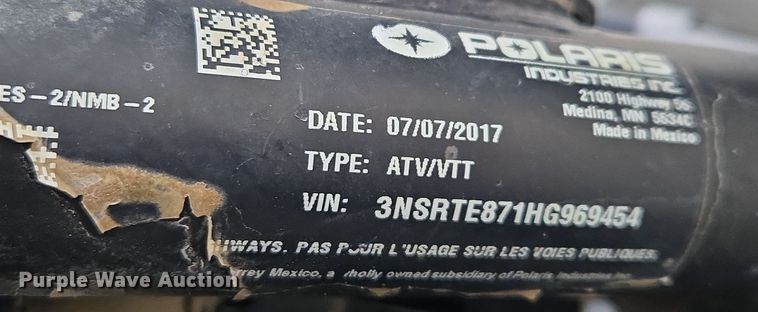 POLARIS
INDUSTRIES INC.
2100 Highway 55
Medina, MN 55340
Made in Mexico
ES-2/NMB-2
DATE: 07/07/2017
TYPE: ATV/VTT
VIN: 3NSRTE871HG969454
HWAYS. PAS POUR L'USAGE SUR LES VOIES PUBLIQUES.
rrey Mexico, a wholly owned subsidiary of Polaris Industries Inc.
Purple Wave Auction